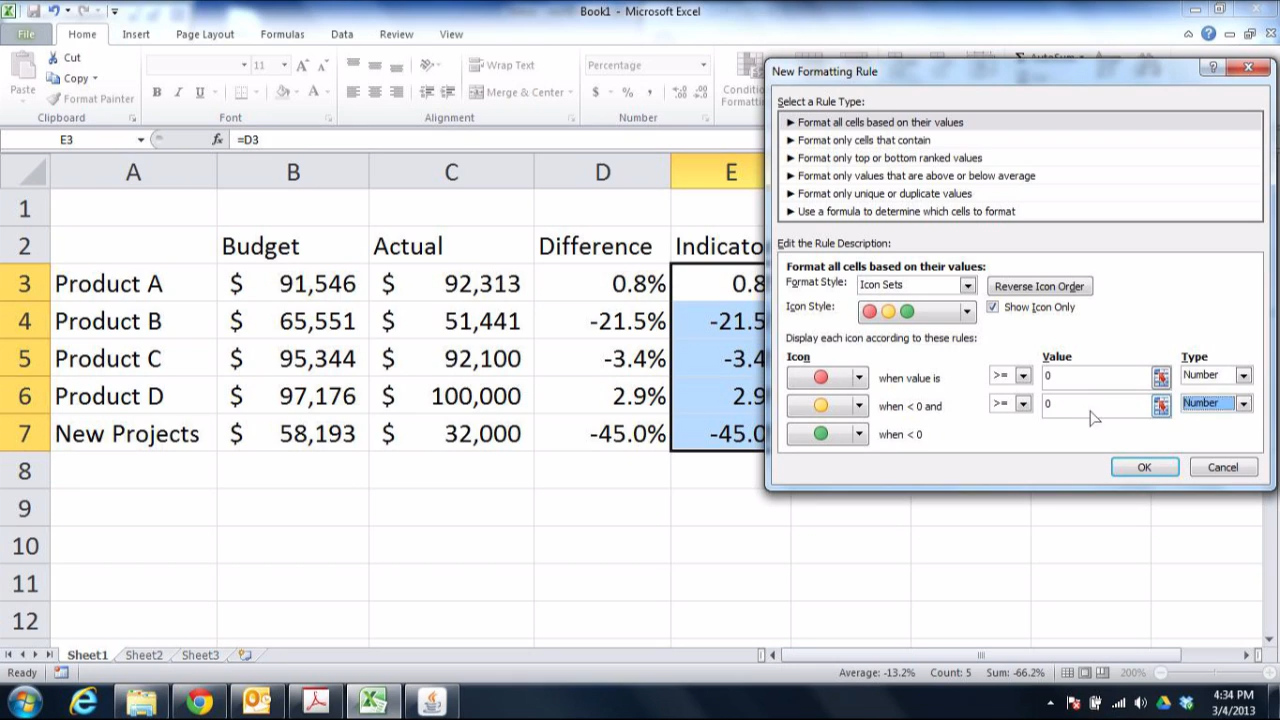 Book1 - Microsoft Excel
File Home Insert Page Layout Formulas Data Review View
Cut
Copy
Format Painter
Paste
Clipboard
11
B I U
Font
Wrap Text
Merge & Center
Alignment
Percentage
$ % ,
Number
Conditi
Formattin
AutoSum
E3 fx =D3
A B C D E
1
2 Budget Actual Difference Indicato
3 Product A $ 91,546 $ 92,313 0.8% 0.8
4 Product B $ 65,551 $ 51,441 -21.5% -21.5
5 Product C $ 95,344 $ 92,100 -3.4% -3.4
6 Product D $ 97,176 $ 100,000 2.9% 2.9
7 New Projects $ 58,193 $ 32,000 -45.0% -45.0
8
9
10
11
12
New Formatting Rule
Select a Rule Type:
► Format all cells based on their values
► Format only cells that contain
► Format only top or bottom ranked values
► Format only values that are above or below average
► Format only unique or duplicate values
► Use a formula to determine which cells to format
Edit the Rule Description:
Format all cells based on their values:
Format Style: Icon Sets Reverse Icon Order
Icon Style: Show Icon Only
Display each icon according to these rules:
Icon Value Type
when value is >= 0 Number
when < 0 and >= 0 Number
when < 0
OK Cancel
Sheet1 Sheet2 Sheet3
Ready Average: -13.2% Count: 5 Sum: -66.2% 200%
4:34 PM
3/4/2013